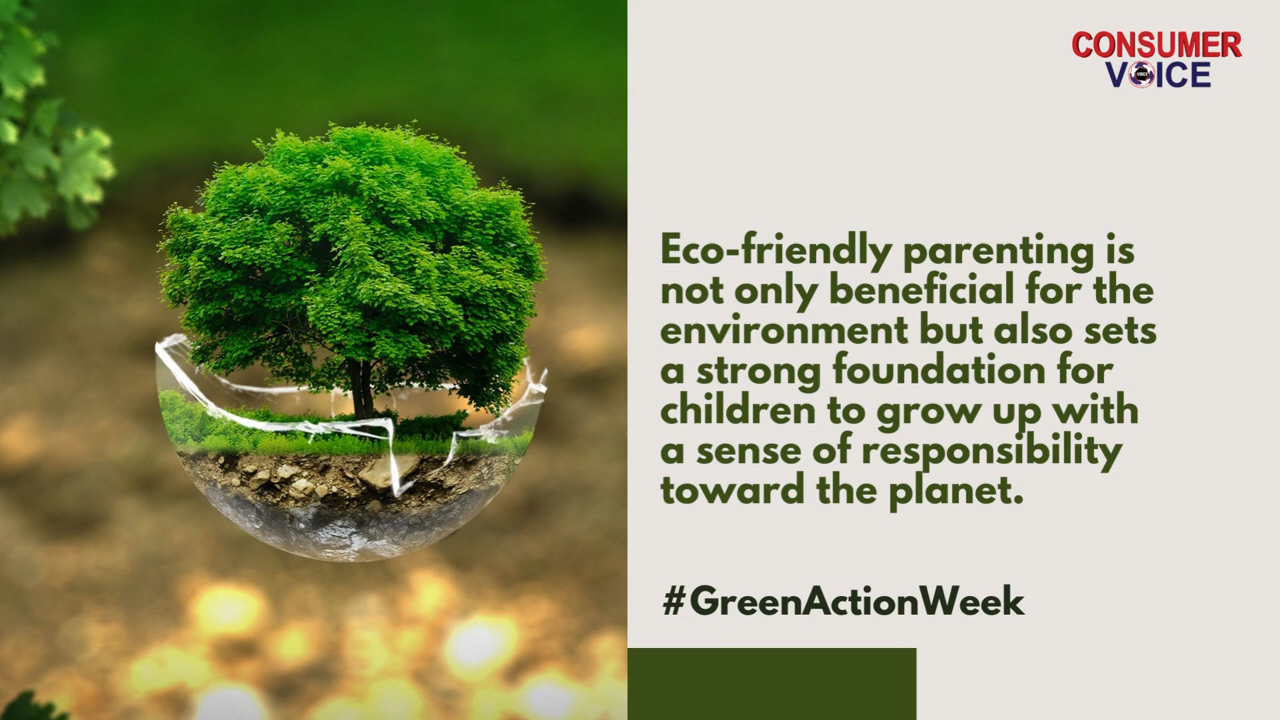 CONSUMER
VOICE
Eco-friendly parenting is
not only beneficial for the
environment but also sets
a strong foundation for
children to grow up with
a sense of responsibility
toward the planet.
#GreenActionWeek